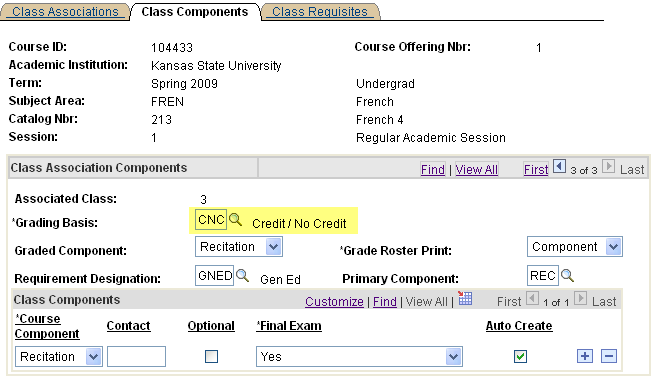 Class Associations Class Components Class Requisites
Course ID: 104433 Course Offering Nbr: 1
Academic Institution: Kansas State University
Term: Spring 2009 Undergrad
Subject Area: FREN French
Catalog Nbr: 213 French 4
Session: 1 Regular Academic Session
Class Association Components Find | View All First 3 of 3 Last
Associated Class: 3
*Grading Basis: CNC Credit / No Credit
Graded Component: Recitation *Grade Roster Print: Component
Requirement Designation: GNED Gen Ed Primary Component: REC
Class Components Customize | Find | View All | First 1 of 1 Last
*Course Component Contact Optional *Final Exam Auto Create
Recitation Yes